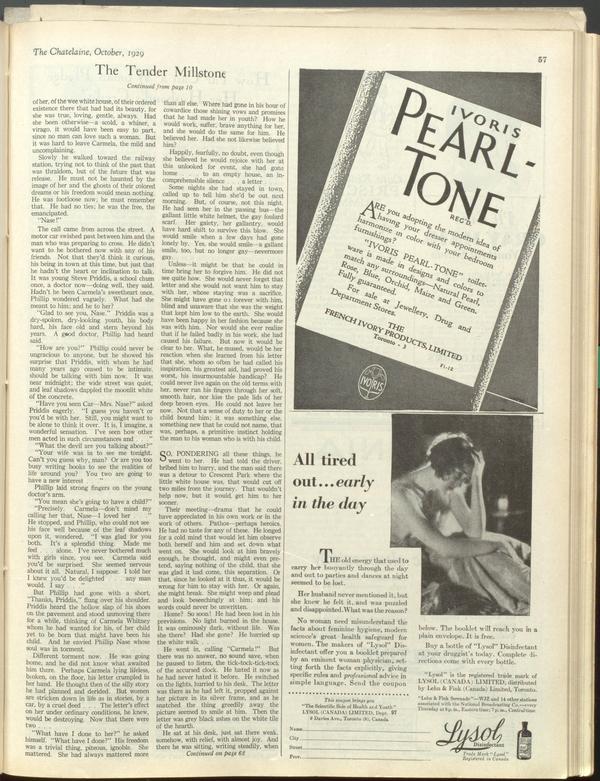 The Chatelaine, October, 1929
57
The Tender Millstone
Continued from page 10
of her, of the wee white house, of their ordered
existence there that had had its beauty, for
she was true, loving, gentle, always. Had
she been otherwise—a scold, a whiner, a
virago, it would have been easy to part,
since no man can love such a woman. But
it was hard to leave Carmela, the mild and
uncomplaining.
Slowly he walked toward the railway
station, trying not to think of the past that
was thraldom, but of the future that was
release. He must not be haunted by the
image of her and the ghosts of their colored
dreams or his freedom would mean nothing.
He was footloose now; he must remember
that. He had no ties; he was the free, the
emancipated.
"Nase!"
The call came from across the street. A
motor car swished past between him and the
man who was preparing to cross. He didn't
want to be bothered now with any of his
friends. Not that they'd think it curious,
his being in town at this time, but just that
he hadn't the heart or inclination to talk.
It was young Steve Priddis, a school chum
once, a doctor now—doing well, they said.
Hadn't he been Carmela's sweetheart once,
Phillip wondered vaguely. What had she
meant to him; and he to her?
"Glad to see you, Nase." Priddis was a
dry-spoken, dry-looking youth, his body
hard, his face old and stern beyond his
years. A good doctor, Phillip had heard
said.
"How are you?" Phillip could never be
ungracious to anyone, but he showed his
surprise that Priddis, with whom he had
many years ago ceased to be intimate,
should be talking with him now. It was
near midnight; the wide street was quiet,
and leaf shadows dappled the moonlit white
of the concrete.
"Have you seen Car—Mrs. Nase?" asked
Priddis eagerly. "I guess you haven't or
you'd be with her. Still, you might want to
be alone to think it over. It is, I imagine, a
wonderful sensation. I've seen how other
men acted in such circumstances and . . ."
"What the devil are you talking about?"
"Your wife was in to see me tonight.
Can't you guess why, man? Or are you too
busy writing books to see the realities of
life around you? You two are going to
have a new interest . . ."
Phillip laid strong fingers on the young
doctor's arm.
"You mean she's going to have a child?"
"Precisely. Carmela—don't mind my
calling her that, Nase—I loved her . . ."
He stopped, and Phillip, who could not see
his face well because of the leaf shadows
upon it, wondered. "I was glad for you
both. It's a splendid thing. Made me
feel . . . alone. I've never bothered much
with girls since, you see. Carmela said
you'd be surprised. She seemed nervous
about it all. Natural, I suppose. I told her
I knew you'd be delighted . . . any man
would, I say . . ."
But Phillip had gone with a short,
"Thanks, Priddis," flung over his shoulder.
Priddis heard the hollow slap of his shoes
on the pavement and stood unmoving there
for a while, thinking of Carmela Whitney
whom he had wanted for his, of her child
yet to be born that might have been his
child. And he envied Phillip Nase whose
soul was in torment.
Different torment now. He was going
home, and he did not know what awaited
him there. Perhaps Carmela lying lifeless,
broken, on the floor, his letter crumpled in
her hand. He thought then of the silly story
he had planned and derided. But women
are stricken down in life as in stories, by a
car, by a cruel deed . . . The letter's effect
on her under ordinary conditions, he knew,
would be destroying. Now that there were
two . . .
"What have I done to her?" he asked
himself. "What have I done?" His freedom
was a trivial thing, piteous, ignoble. She
mattered. She had always mattered more
than all else. Where had gone in his hour of
cowardice those shining vows and promises
that he had made her in youth? How he
would work, suffer, brave anything for her,
and she would do the same for him. He
believed her. Had she not likewise believed
him?
Happily, fearfully, no doubt, even though
she believed he would rejoice with her at
the unlooked for event, she had gone
home . . . to an empty house, an in-
comprehensible silence . . . a letter . . .
Some nights she had stayed in town,
called up to tell him she'd be out next
morning. But, of course, not this night.
He had seen her in the passing bus—the
gallant little white helmet, the gay foulard
scarf. Her gaiety, her gallantry, would
have hard shift to survive this blow. She
would smile when a few days had gone
lonely by. Yes, she would smile—a gallant
smile, too, but no longer gay—nevermore
gay.
Unless—it might be that he could in
time bring her to forgive him. He did not
see quite how. She would never forget that
letter and she would not want him to stay
with her, whose staying was a sacrifice.
She might have gone on forever with him,
blind and unaware that she was the weight
that kept him low to the earth. She would
have been happy in her fashion because she
was with him. Nor would she ever realize
that if he failed badly in his work, she had
caused his failure. But now it would be
clear to her. What, he mused, would be her
reaction when she learned from his letter
that she, whom so often he had called his
inspiration, his greatest aid, had proved his
worst, his insurmountable handicap? He
could never live again on the old terms with
her, never run his fingers through her soft,
smooth hair, nor kiss the pale lids of her
deep brown eyes. He could not leave her
now. Not that a sense of duty to her or the
child bound him; it was something else,
something new that he could not name, that
was, perhaps, a primitive instinct holding
the man to his woman who is with his child.
SO, PONDERING all these things, he
went to her. He had told the driver,
bribed him to hurry, and the man said there
was a detour to Crescent Park where the
little white house was, that would cut off
two miles from the journey. That wouldn't
help now, but it would get him to her
sooner.
Their meeting—drama that he could
have appreciated in his own work or in the
work of others. Pathos—perhaps heroics.
He had no taste for any of these. He longed
for a cold mind that would let him observe
both herself and him and set down what
went on. She would look at him bravely
enough, he thought, and might even pre-
tend, saying nothing of the child, that she
was glad it had come, this separation. Or
that, since he looked at it thus, it would be
wrong for him to stay with her. Or again
she might break. She might weep and plead
and look beseechingly at him; and his
words could never be unwritten.
Home! So soon! He had been lost in his
previsions. No light burned in the house.
It was ominously dark, without life. Was
she there? Had she gone? He hurried up
the white walk. . .
He went in, calling "Carmela!" But
there was no answer, no sound save, when
he paused to listen, the tick-tock-tick-tock
of the accursed clock. He hated it now as
he had never hated it before. He switched
on the lights, hurried to his desk. The letter
was there as he had left it, propped against
her picture in its silver frame, and as he
snatched the thing greedily away the
picture seemed to smile at him. Then the
letter was grey black ashes on the white tile
of the hearth.
He sat at his desk, just sat there weak,
somehow, with relief, with almost joy. And
there he was sitting, writing steadily, when
Continued on page 62
IVORIS
PEARL-
TONE
REG'D.
ARE you adopting the modern idea of
having your dresser appointments
harmonize in color with your bedroom
furnishings?
"IVORIS PEARL-TONE" toilet-
ware is made in designs and colors to
match any surroundings—Natural Pearl,
Rose, Blue, Orchid, Maize and Green.
Fully guaranteed.
For sale at Jewellery, Drug and
Department Stores.
THE
FRENCH IVORY PRODUCTS, LIMITED
Toronto - 3
F1-12
IVORIS
All tired
out...early
in the day
THE old energy that used to
carry her buoyantly through the day
and out to parties and dances at night
seemed to be lost.
Her husband never mentioned it, but
she knew he felt it, and was puzzled
and disappointed. What was the reason?
No woman need misunderstand the
facts about feminine hygiene, modern
science's great health safeguard for
women. The makers of "Lysol" Dis-
infectant offer you a booklet prepared
by an eminent woman physician, set-
ting forth the facts explicitly, giving
specific rules and professional advice in
simple language. Send the coupon
below. The booklet will reach you in a
plain envelope. It is free.
Buy a bottle of "Lysol" Disinfectant
at your druggist's today. Complete di-
rections come with every bottle.
"Lysol" is the registered trade mark of
LYSOL (CANADA) LIMITED, distributed
by Lehn & Fink (Canada) Limited, Toronto.
"Lehn & Fink Serenade"—WJZ and 14 other stations
associated with the National Broadcasting Co.—every
Thursday at 8 p.m., Eastern time; 7 p.m., Central time.
This coupon brings you
"The Scientific Side of Health and Youth"
LYSOL (CANADA) LIMITED, Dept. 97
9 Davies Ave., Toronto (8), Canada
Name
City
Street
Prov.
Lysol
Disinfectant
Trade Mark "Lysol"
Registered in Canada